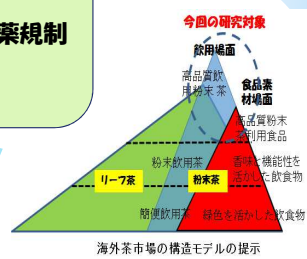 薬規制
今回の研究対象
飲用場面
高品質飲
用粉末茶
食品素
材場面
高品質粉末
茶利用食品
粉末飲用茶
香味と機能性を
活かした飲食物
リーフ茶
粉末茶
簡便飲用茶
緑色を活かした飲食物
海外茶市場の構造モデルの提示